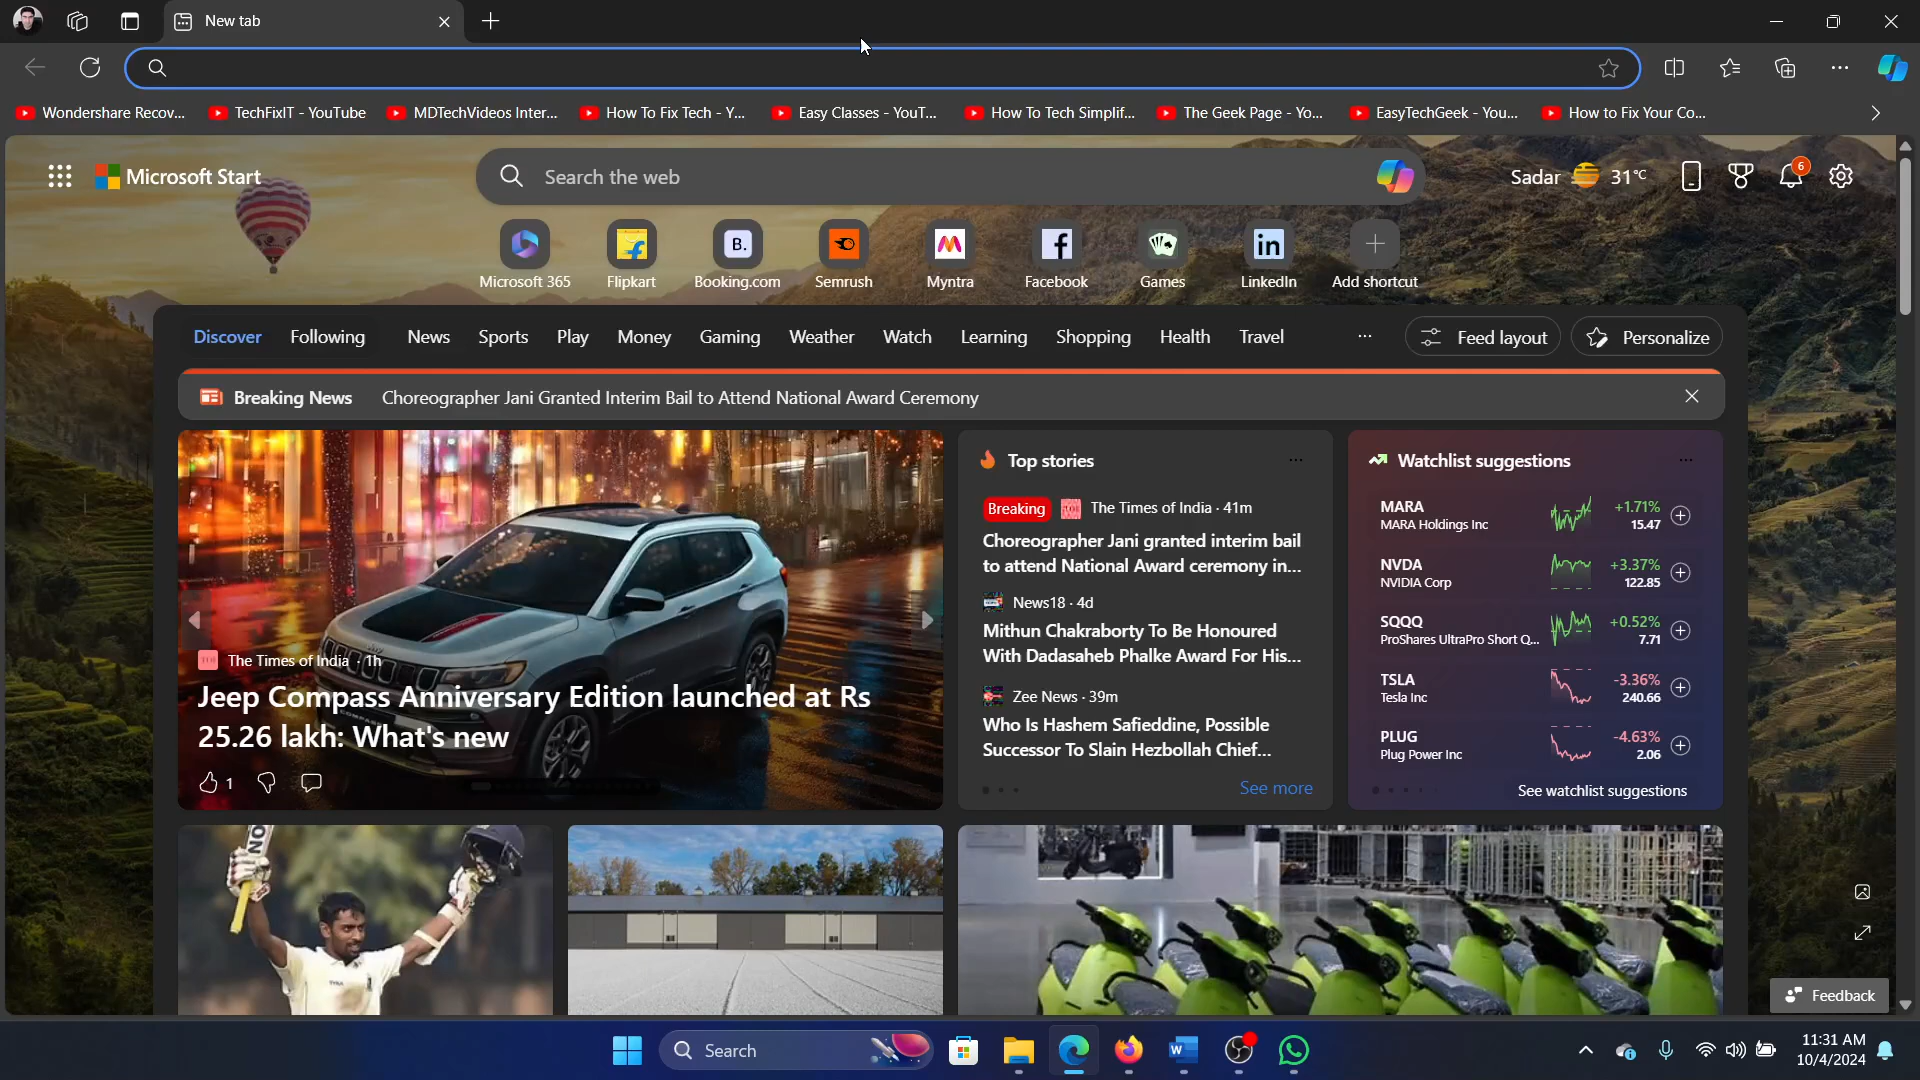 New tab
Wondershare Recov...
TechFixIT - YouTube
MDTechVideos Inter...
How To Fix Tech - Y...
Easy Classes - YouT...
How To Tech Simplif...
The Geek Page - Yo...
EasyTechGeek - You...
How to Fix Your Co...
Microsoft Start
Search the web
Sadar
31°C
6
Microsoft 365
Flipkart
B.
Booking.com
Semrush
Myntra
Facebook
Games
in
LinkedIn
Add shortcut
Discover
Following
News
Sports
Play
Money
Gaming
Weather
Watch
Learning
Shopping
Health
Travel
Feed layout
Personalize
Breaking News
Choreographer Jani Granted Interim Bail to Attend National Award Ceremony
The Times of India · 1h
Jeep Compass Anniversary Edition launched at Rs
25.26 lakh: What's new
1
Top stories
Breaking
The Times of India · 41m
Choreographer Jani granted interim bail
to attend National Award ceremony in...
News18 · 4d
Mithun Chakraborty To Be Honoured
With Dadasaheb Phalke Award For His...
Zee News · 39m
Who Is Hashem Safieddine, Possible
Successor To Slain Hezbollah Chief...
See more
Watchlist suggestions
MARA
MARA Holdings Inc
+1.71%
15.47
NVDA
NVIDIA Corp
+3.37%
122.85
SQQQ
ProShares UltraPro Short Q...
+0.52%
7.71
TSLA
Tesla Inc
-3.36%
240.66
PLUG
Plug Power Inc
-4.63%
2.06
See watchlist suggestions
Feedback
Search
11:31 AM
10/4/2024